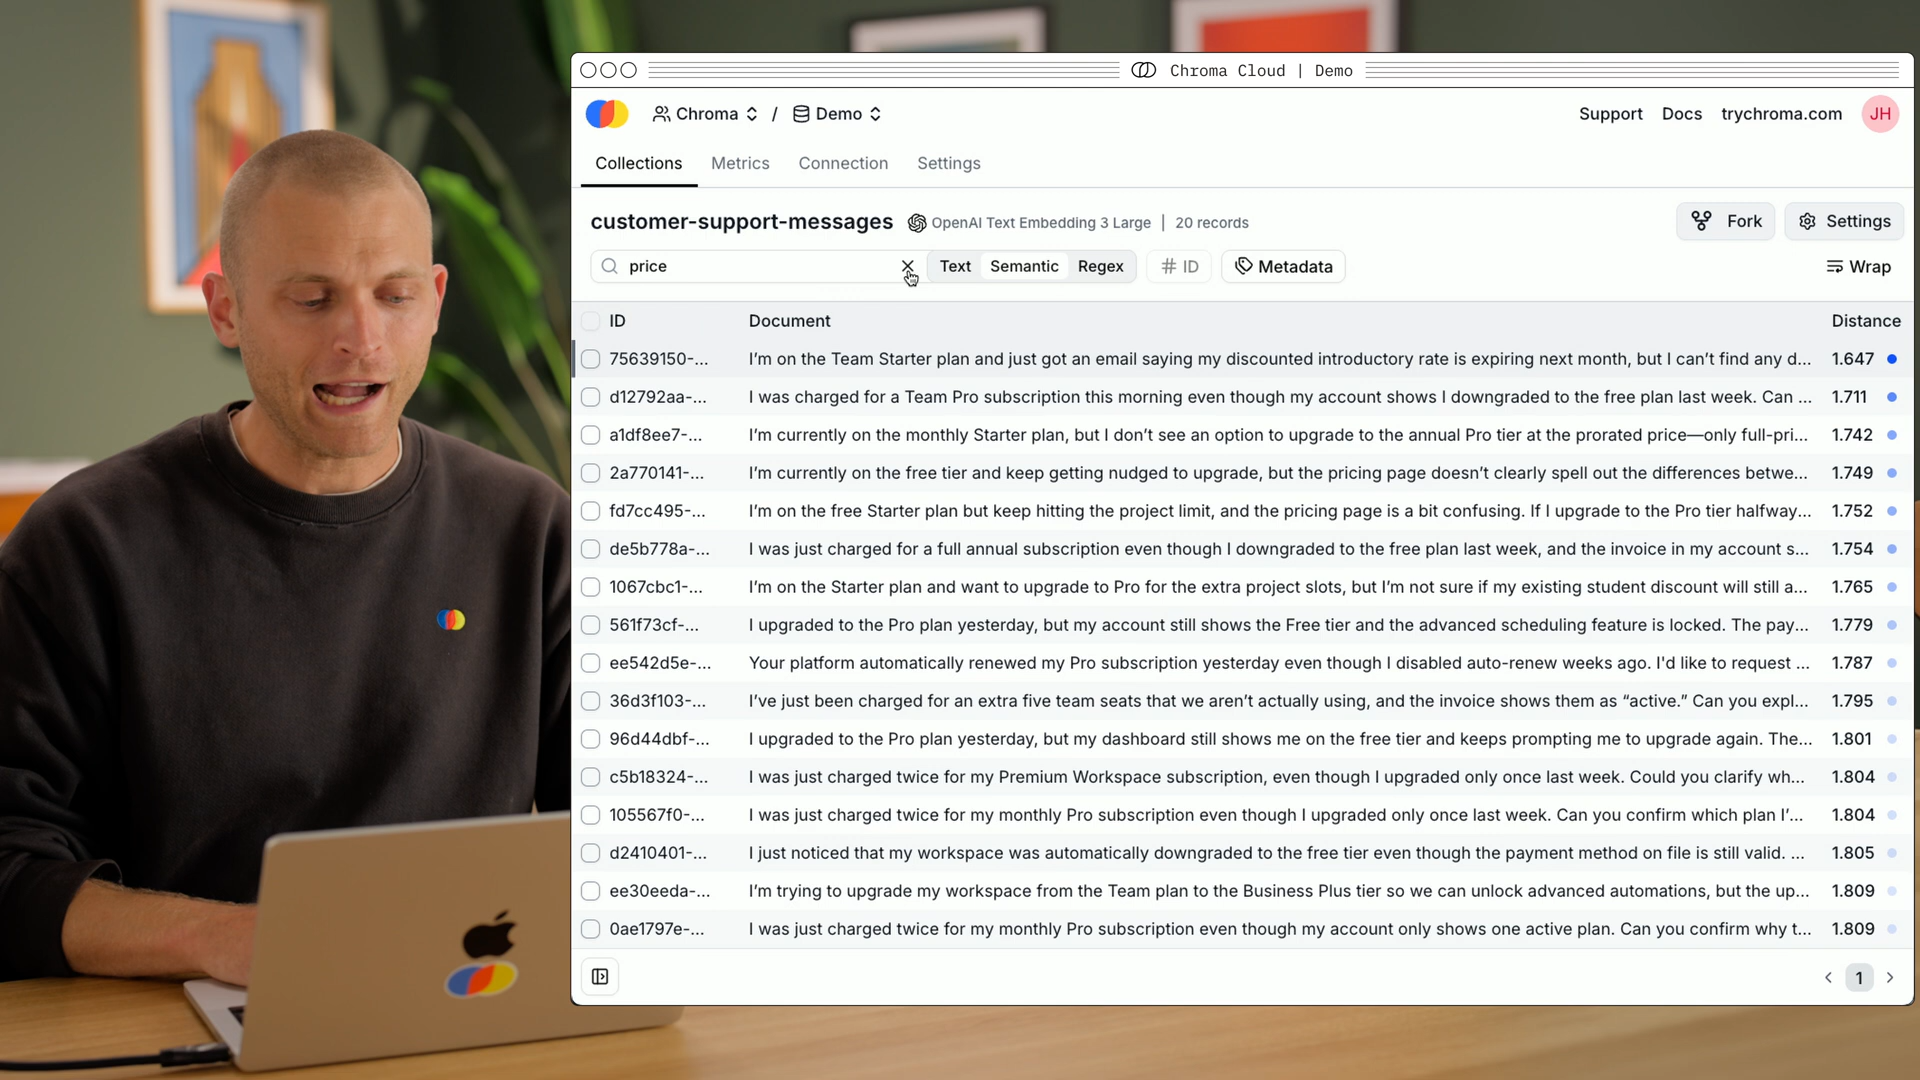 Chroma Cloud | Demo
Chroma / Demo
Support Docs trychroma.com JH
Collections Metrics Connection Settings
customer-support-messages OpenAI Text Embedding 3 Large | 20 records Fork Settings
price Text Semantic Regex # ID Metadata Wrap
ID Document Distance
75639150-... I’m on the Team Starter plan and just got an email saying my discounted introductory rate is expiring next month, but I can’t find any d... 1.647
d12792aa-... I was charged for a Team Pro subscription this morning even though my account shows I downgraded to the free plan last week. Can ... 1.711
a1df8ee7-... I’m currently on the monthly Starter plan, but I don’t see an option to upgrade to the annual Pro tier at the prorated price—only full-pri... 1.742
2a770141-... I’m currently on the free tier and keep getting nudged to upgrade, but the pricing page doesn’t clearly spell out the differences betwe... 1.749
fd7cc495-... I’m on the free Starter plan but keep hitting the project limit, and the pricing page is a bit confusing. If I upgrade to the Pro tier halfway... 1.752
de5b778a-... I was just charged for a full annual subscription even though I downgraded to the free plan last week, and the invoice in my account s... 1.754
1067cbc1-... I’m on the Starter plan and want to upgrade to Pro for the extra project slots, but I’m not sure if my existing student discount will still a... 1.765
561f73cf-... I upgraded to the Pro plan yesterday, but my account still shows the Free tier and the advanced scheduling feature is locked. The pay... 1.779
ee542d5e-... Your platform automatically renewed my Pro subscription yesterday even though I disabled auto-renew weeks ago. I'd like to request ... 1.787
36d3f103-... I’ve just been charged for an extra five team seats that we aren’t actually using, and the invoice shows them as “active.” Can you expl... 1.795
96d44dbf-... I upgraded to the Pro plan yesterday, but my dashboard still shows me on the free tier and keeps prompting me to upgrade again. The... 1.801
c5b18324-... I was just charged twice for my Premium Workspace subscription, even though I upgraded only once last week. Could you clarify wh... 1.804
105567f0-... I was just charged twice for my monthly Pro subscription even though I upgraded only once last week. Can you confirm which plan I’... 1.804
d2410401-... I just noticed that my workspace was automatically downgraded to the free tier even though the payment method on file is still valid. ... 1.805
ee30eeda-... I’m trying to upgrade my workspace from the Team plan to the Business Plus tier so we can unlock advanced automations, but the up... 1.809
0ae1797e-... I was just charged twice for my monthly Pro subscription even though my account only shows one active plan. Can you confirm why t... 1.809
1